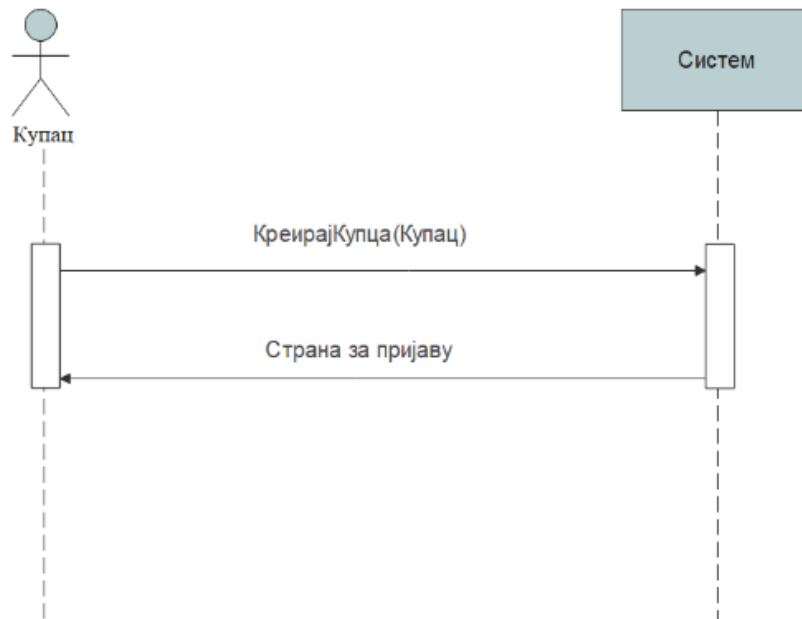 Систем
Купац
КреирајКупца(Купац)
Страна за пријаву